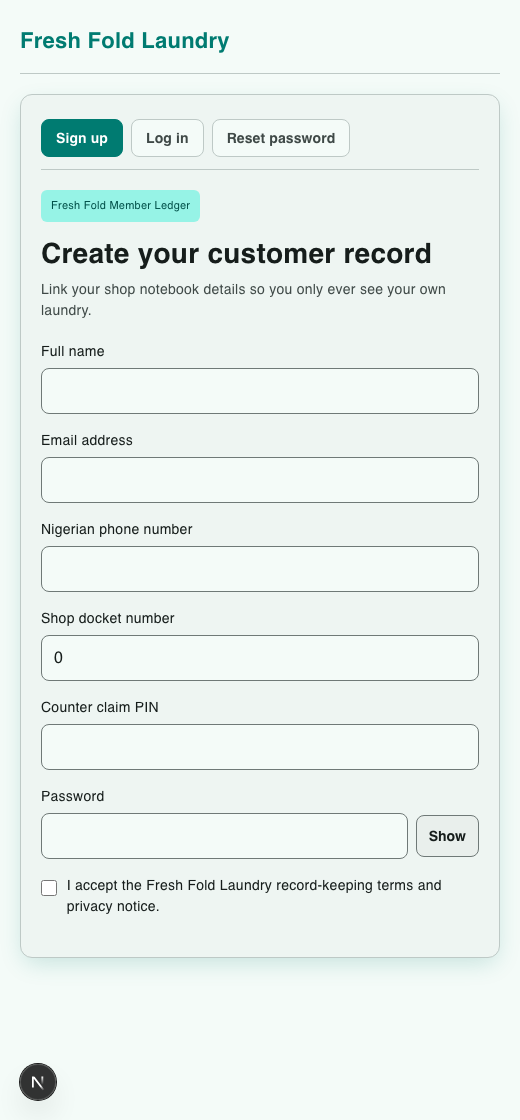 Fresh Fold Laundry
Sign up
Log in
Reset password
Fresh Fold Member Ledger
Create your customer record
Link your shop notebook details so you only ever see your own
laundry.
Full name
Email address
Nigerian phone number
Shop docket number
0
Counter claim PIN
Password
Show
I accept the Fresh Fold Laundry record-keeping terms and
privacy notice.
N